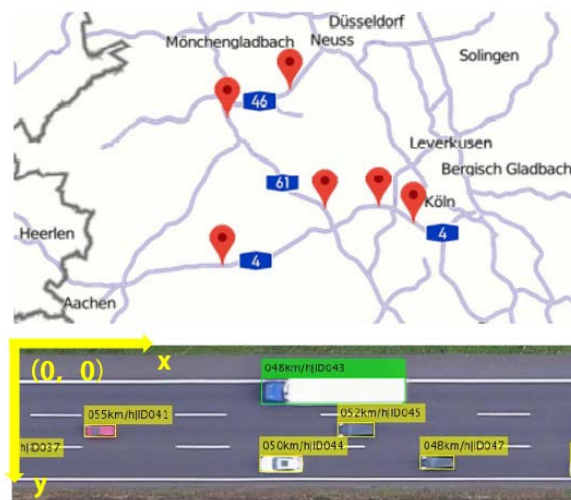 Düsseldorf
Mönchengladbach
Neuss
Solingen
46
Leverkusen
Bergisch Gladbach
61
Köln
Heerlen
4
4
Aachen
(0, 0)
x
048km/h|ID043
055km/h|ID041
052km/h|ID045
h|ID037
050km/h|ID044
048km/h|ID047
y